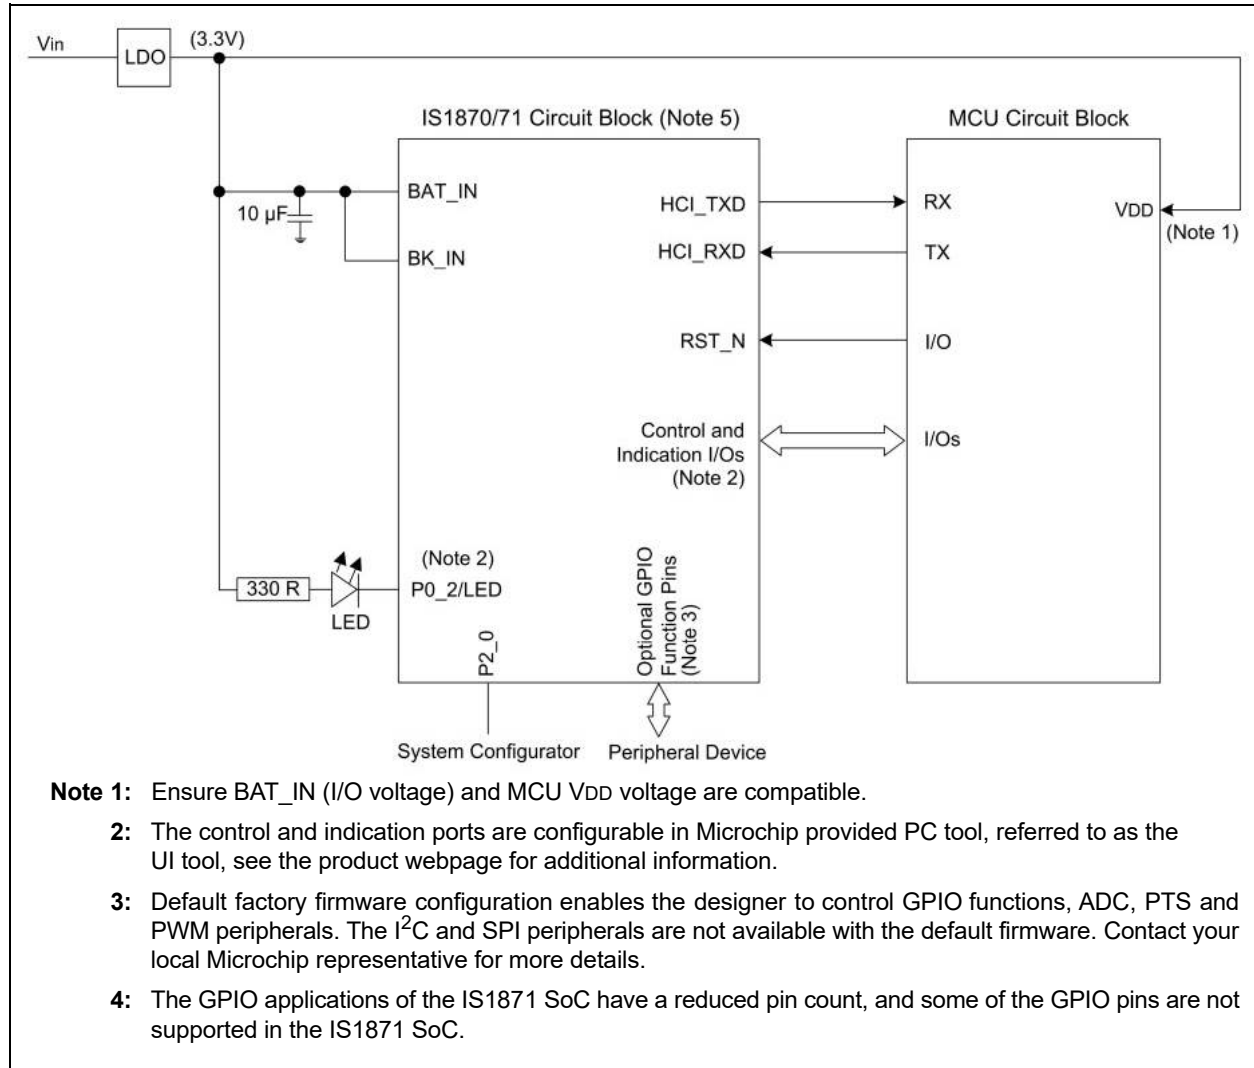 Vin
LDO
(3.3V)
IS1870/71 Circuit Block (Note 5)
MCU Circuit Block
BAT_IN
10 µF
BK_IN
HCI_TXD
RX
VDD
(Note 1)
HCI_RXD
TX
RST_N
I/O
Control and
Indication I/Os
(Note 2)
I/Os
(Note 2)
330 R
P0_2/LED
LED
P2_0
Optional GPIO
Function Pins
(Note 3)
System Configurator
Peripheral Device
Note 1: Ensure BAT_IN (I/O voltage) and MCU VDD voltage are compatible.
2: The control and indication ports are configurable in Microchip provided PC tool, referred to as the
UI tool, see the product webpage for additional information.
3: Default factory firmware configuration enables the designer to control GPIO functions, ADC, PTS and
PWM peripherals. The I²C and SPI peripherals are not available with the default firmware. Contact your
local Microchip representative for more details.
4: The GPIO applications of the IS1871 SoC have a reduced pin count, and some of the GPIO pins are not
supported in the IS1871 SoC.